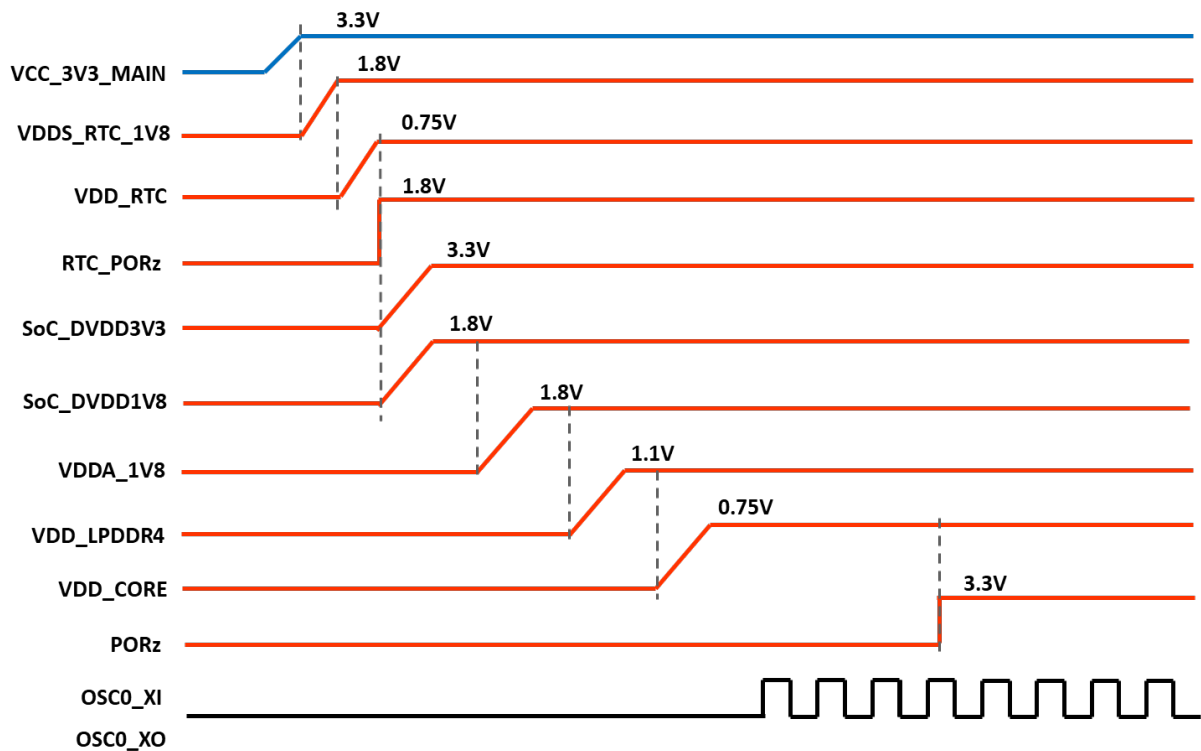 3.3V
VCC_3V3_MAIN
1.8V
VDDS_RTC_1V8
0.75V
VDD_RTC
1.8V
RTC_PORz
3.3V
SoC_DVDD3V3
1.8V
SoC_DVDD1V8
1.8V
VDDA_1V8
1.1V
VDD_LPDDR4
0.75V
VDD_CORE
3.3V
PORz
OSC0_XI
OSC0_XO